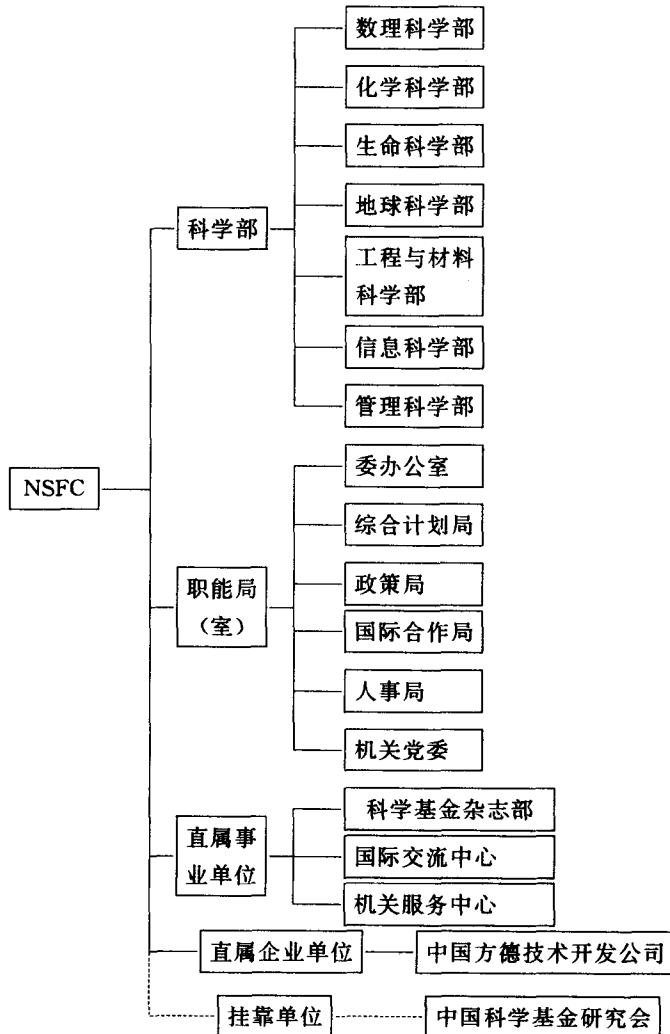 数理科学部
化学科学部
生命科学部
地球科学部
科学部
工程与材料
科学部
信息科学部
管理科学部
NSFC
委办公室
综合计划局
政策局
职能局
（室）
国际合作局
人事局
机关党委
科学基金杂志部
直属事
业单位
国际交流中心
机关服务中心
直属企业单位
中国方德技术开发公司
挂靠单位
中国科学基金研究会